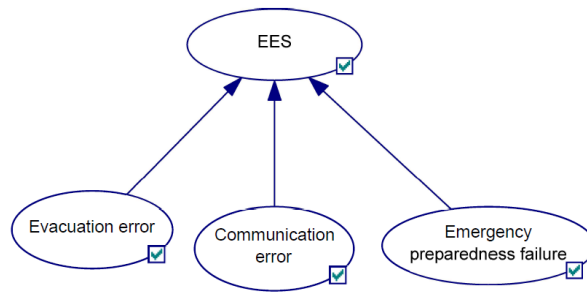 EES
Evacuation error
Communication
error
Emergency
preparedness failure